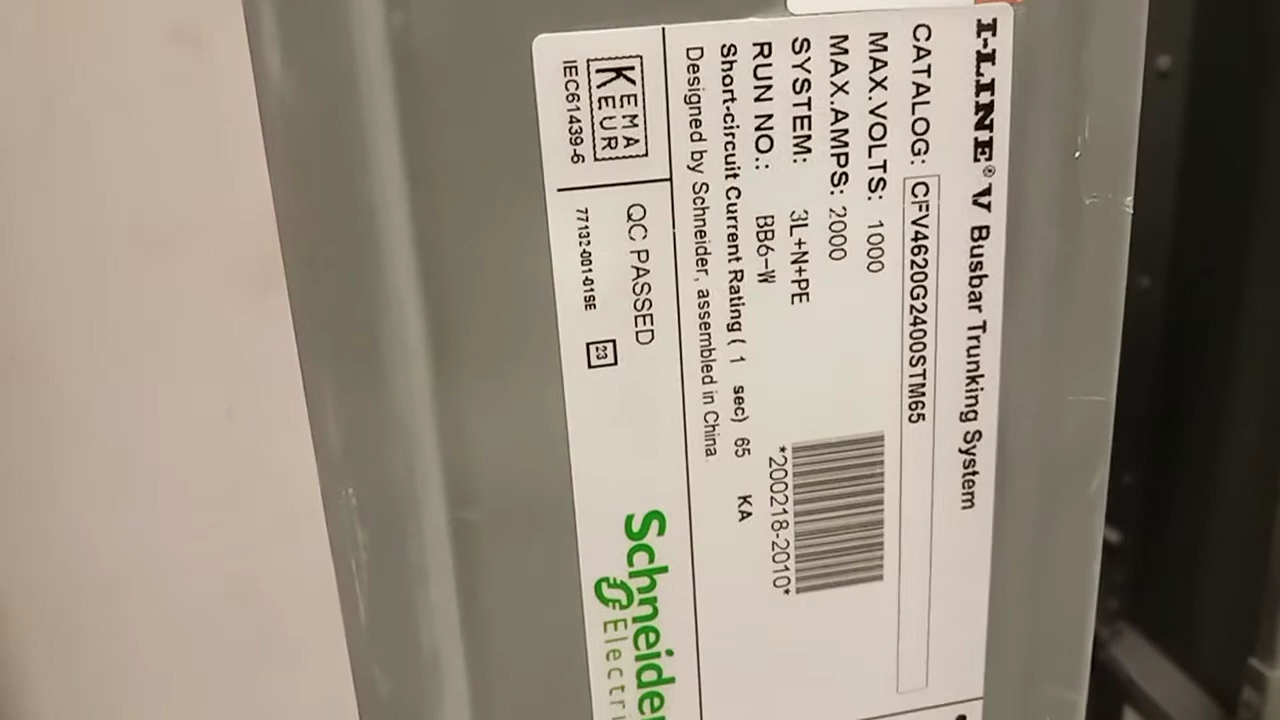 I-LINE® V Busbar Trunking System
CATALOG: CFV4620G2400STM65
MAX.VOLTS: 1000
MAX.AMPS: 2000
SYSTEM: 3L+N+PE
RUN NO.: BB6-W
*200218-2010*
Short-circuit Current Rating ( 1 sec) 65 KA
Designed by Schneider, assembled in China.
KEMA
KEUR
IEC61439-6
QC PASSED
77132-001-01SE 23
Schneider
Electri